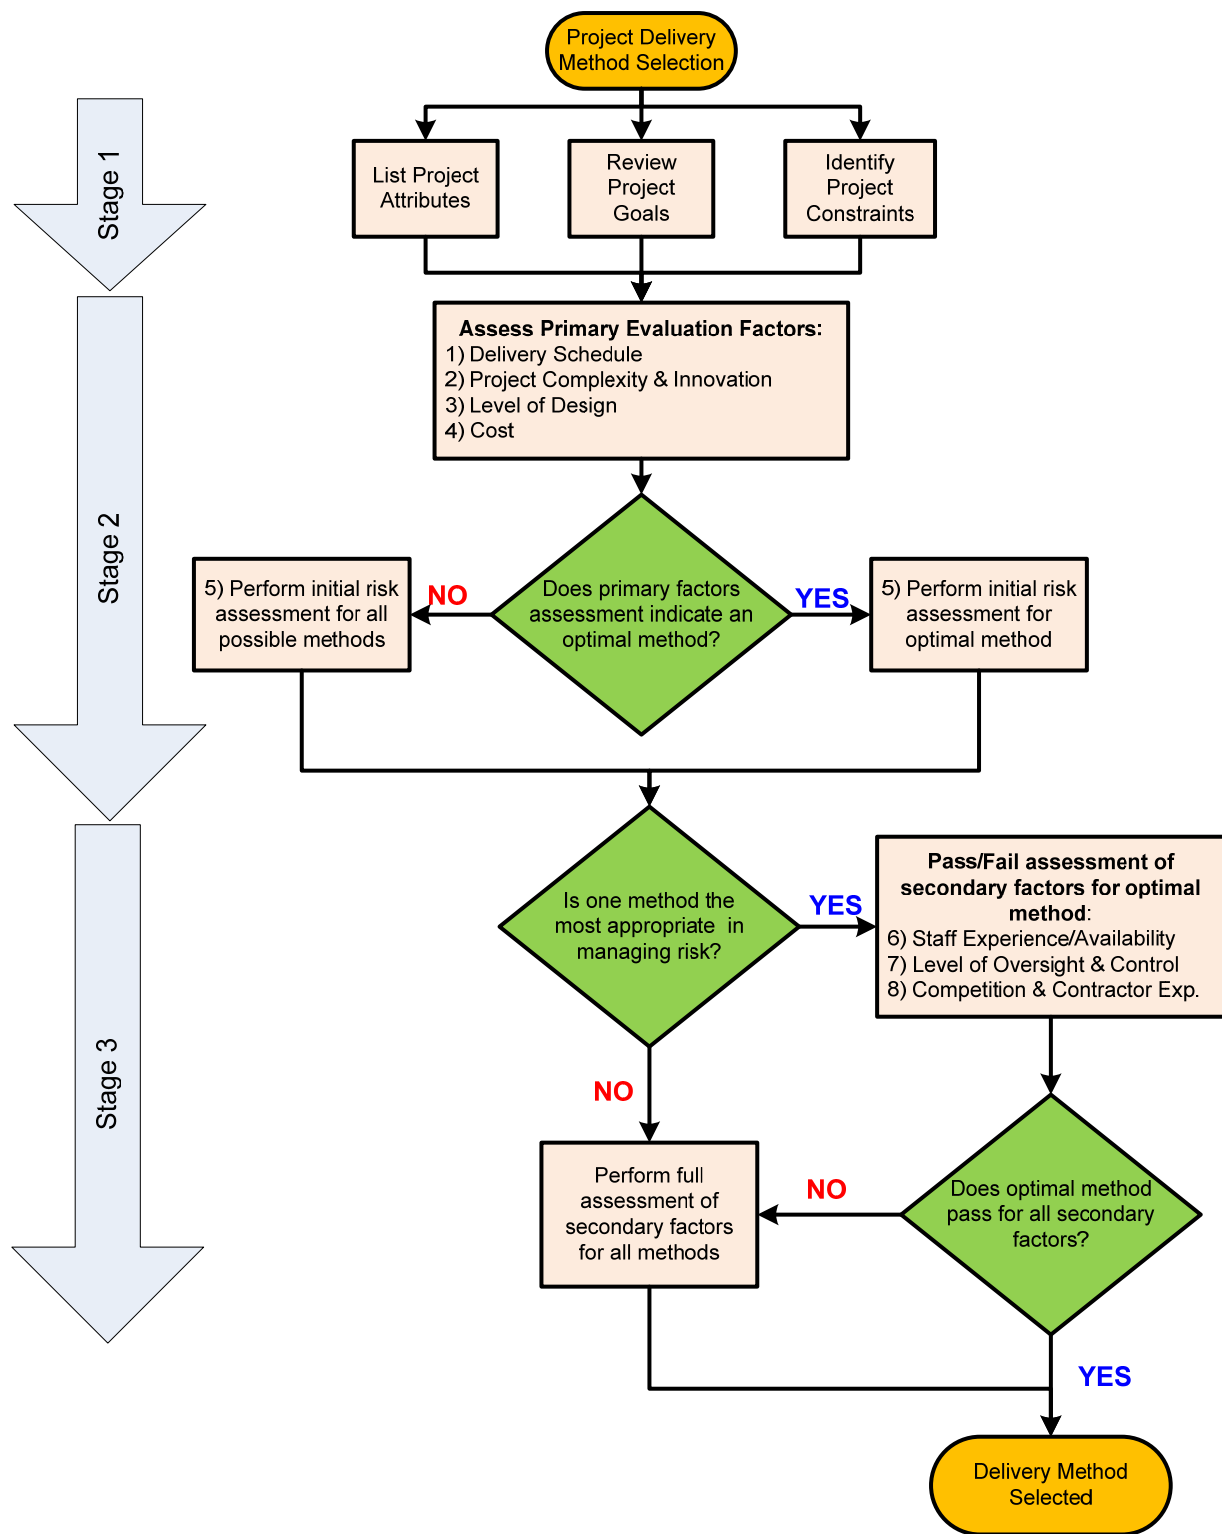 Project Delivery
Method Selection
Stage 1
List Project
Attributes
Review
Project
Goals
Identify
Project
Constraints
Assess Primary Evaluation Factors:
1) Delivery Schedule
2) Project Complexity & Innovation
3) Level of Design
4) Cost
Stage 2
5) Perform initial risk
assessment for all
possible methods
NO
Does primary factors
assessment indicate an
optimal method?
YES
5) Perform initial risk
assessment for
optimal method
Stage 3
Is one method the
most appropriate in
managing risk?
YES
Pass/Fail assessment of
secondary factors for optimal
method:
6) Staff Experience/Availability
7) Level of Oversight & Control
8) Competition & Contractor Exp.
NO
Perform full
assessment of
secondary factors
for all methods
NO
Does optimal method
pass for all secondary
factors?
YES
Delivery Method
Selected